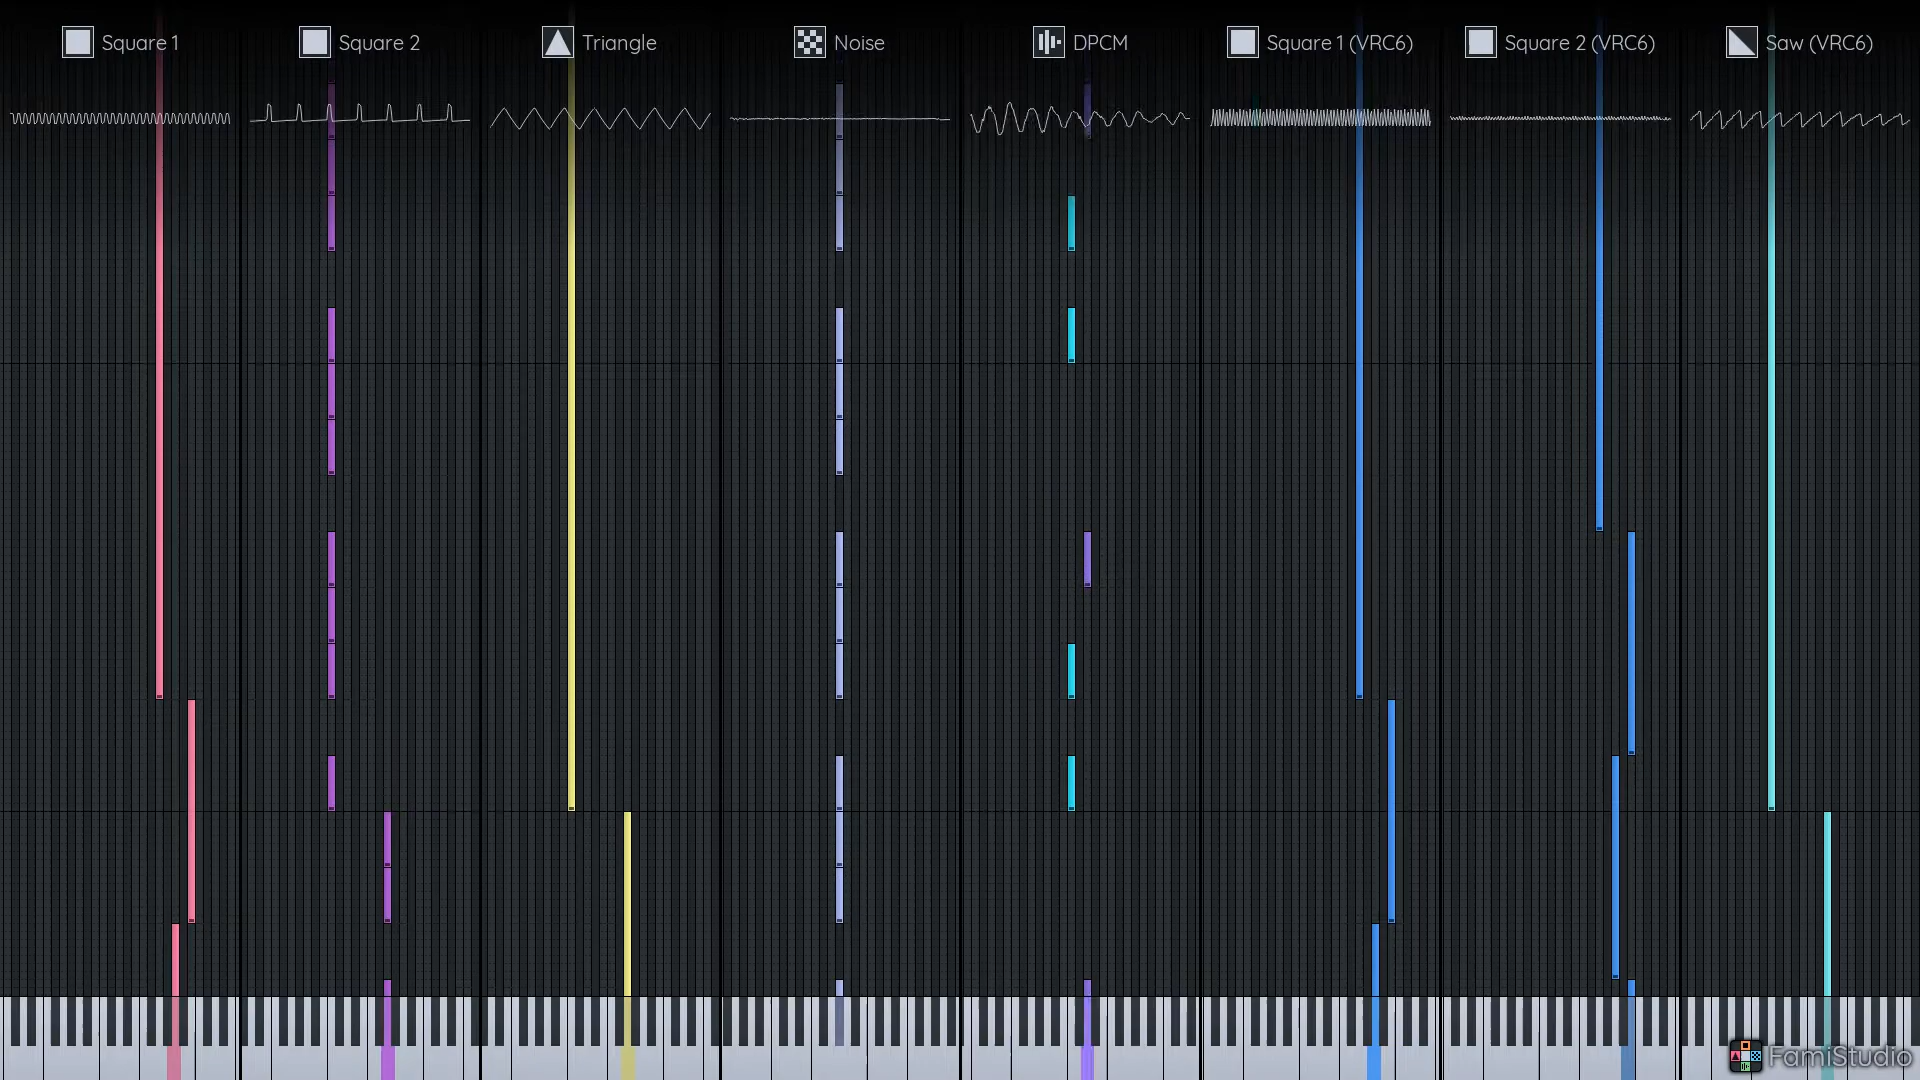 Square 1
Square 2
Triangle
Noise
DPCM
Square 1 (VRC6)
Square 2 (VRC6)
Saw (VRC6)
FamiStudio